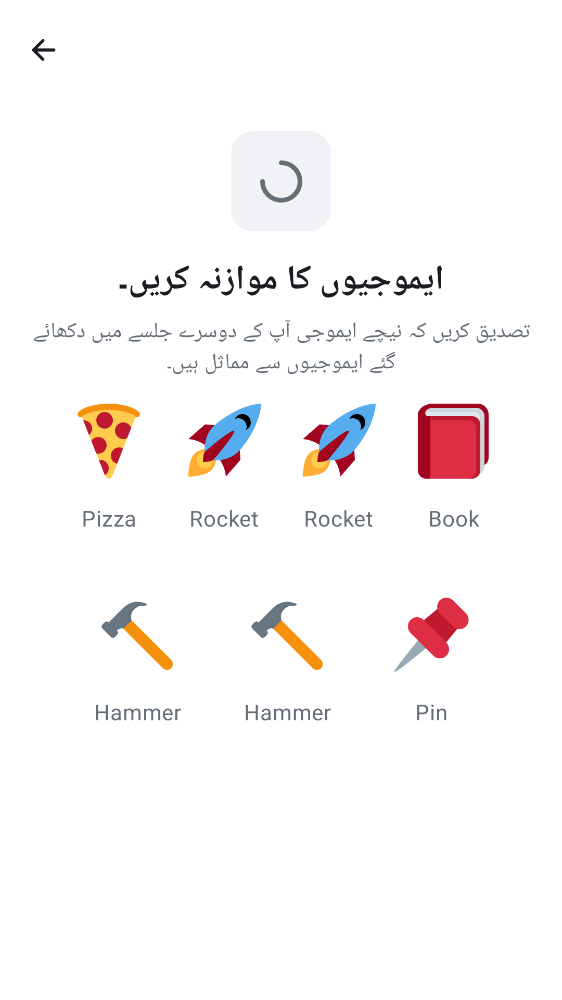 ایموجیوں کا موازنہ کریں۔
تصدیق کریں کہ نیچے ایموجی آپ کے دوسرے جلسے میں دکھائے
گئے ایموجیوں سے مماثل ہیں۔
Pizza Rocket Rocket Book
Hammer Hammer Pin